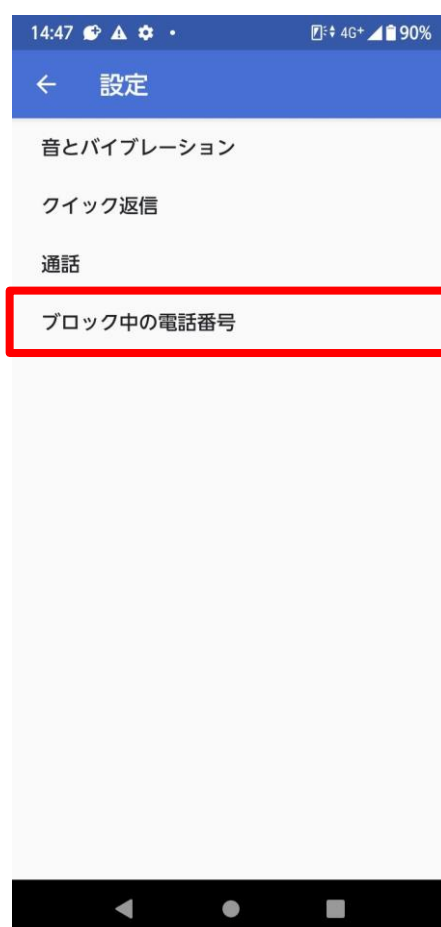 14:47 4G+ 90%
設定
音とバイブレーション
クイック返信
通話
ブロック中の電話番号